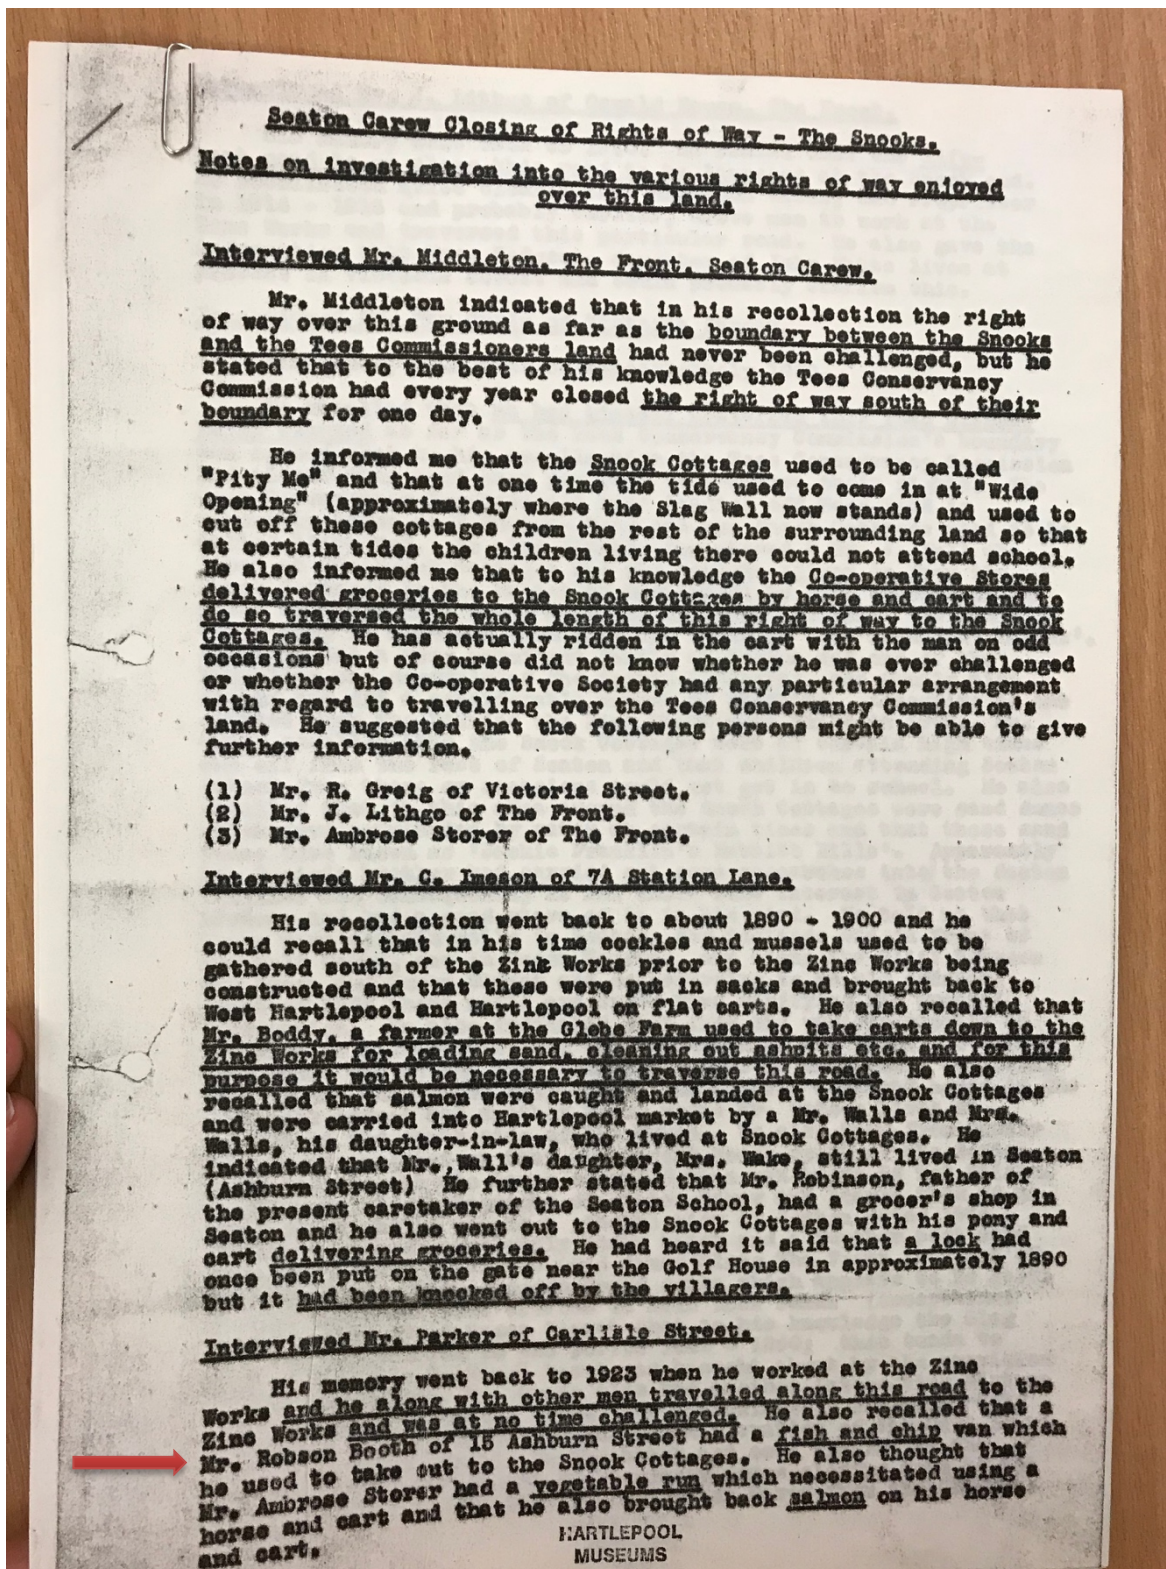 Seaton Carew Closing of Rights of Way - The Snooks.
Notes on investigation into the various rights of way enjoyed
over this land.
Interviewed Mr. Middleton. The Front. Seaton Carew.
Mr. Middleton indicated that in his recollection the right
of way over this ground as far as the boundary between the Snooks
and the Tees Commissioners land had never been challenged, but he
stated that to the best of his knowledge the Tees Conservancy
Commission had every year closed the right of way south of their
boundary for one day.
He informed me that the Snook Cottages used to be called
"Pity Me" and that at one time the tide used to come in at "Wide
Opening" (approximately where the Slag Wall now stands) and used to
cut off these cottages from the rest of the surrounding land so that
at certain tides the children living there could not attend school.
He also informed me that to his knowledge the Co-operative Stores
delivered groceries to the Snook Cottages by horse and cart and to
do so traversed the whole length of this right of way to the Snook
Cottages. He has actually ridden in the cart with the man on odd
occasions but of course did not know whether he was ever challenged
or whether the Co-operative Society had any particular arrangement
with regard to travelling over the Tees Conservancy Commission's
land. He suggested that the following persons might be able to give
further information.
(1) Mr. R. Greig of Victoria Street.
(2) Mr. J. Lithgo of The Front.
(3) Mr. Ambrose Storer of The Front.
Interviewed Mr. C. Imeson of 7A Station Lane.
His recollection went back to about 1890 - 1900 and he
could recall that in his time cockles and mussels used to be
gathered south of the Zink Works prior to the Zinc Works being
constructed and that these were put in sacks and brought back to
West Hartlepool and Hartlepool on flat carts. He also recalled that
Mr. Boddy, a farmer at the Glebe Farm used to take carts down to the
Zinc Works for loading sand, cleaning out ashpits etc. and for this
purpose it would be necessary to traverse this road. He also
recalled that salmon were caught and landed at the Snook Cottages
and were carried into Hartlepool market by a Mr. Walls and Mrs.
Walls, his daughter-in-law, who lived at Snook Cottages. He
indicated that Mr. Wall's daughter, Mrs. Wake, still lived in Seaton
(Ashburn Street) He further stated that Mr. Robinson, father of
the present caretaker of the Seaton School, had a grocer's shop in
Seaton and he also went out to the Snook Cottages with his pony and
cart delivering groceries. He had heard it said that a lock had
once been put on the gate near the Golf House in approximately 1890
but it had been knocked off by the villagers.
Interviewed Mr. Parker of Carlisle Street.
His memory went back to 1923 when he worked at the Zinc
Works and he along with other men travelled along this road to the
Zinc Works and was at no time challenged. He also recalled that a
Mr. Robson Booth of 15 Ashburn Street had a fish and chip van which
he used to take out to the Snook Cottages. He also thought that
Mr. Ambrose Storer had a vegetable run which necessitated using a
horse and cart and that he also brought back salmon on his horse
and cart.
HARTLEPOOL
MUSEUMS